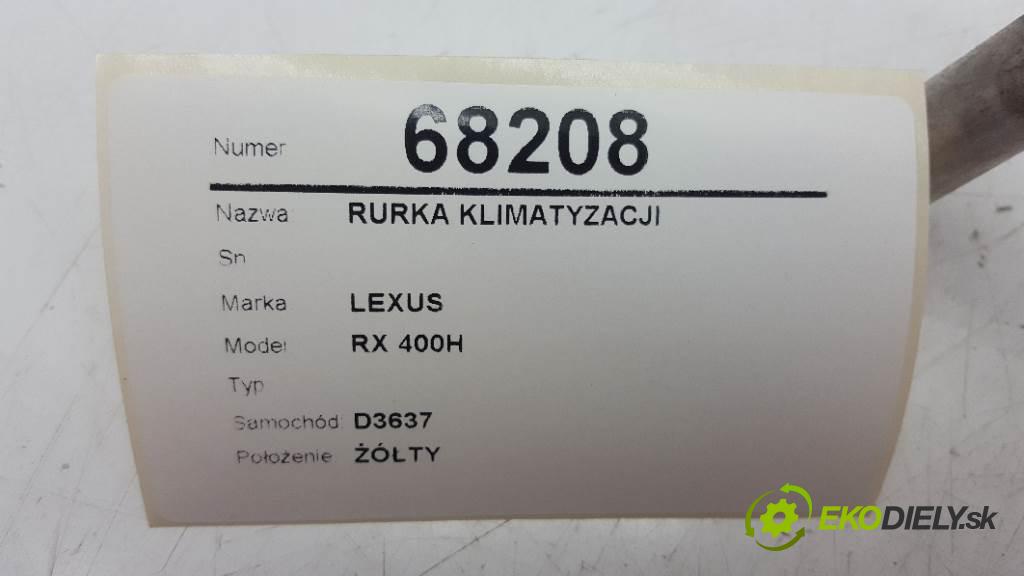 Numer 68208
Nazwa RURKA KLIMATYZACJI
Sn
Marka LEXUS
Model RX 400H
Typ
Samochód D3637
Położenie ŻÓŁTY
EKODIELY.sk